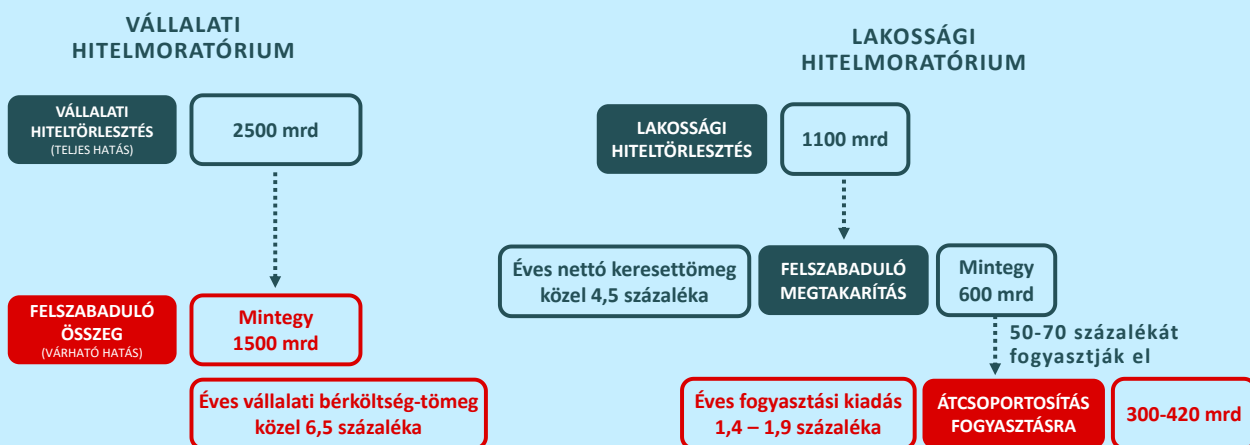 VÁLLALATI
HITELMORATÓRIUM
VÁLLALATI
HITELTÖRLESZTÉS
(TELJES HATÁS)
2500 mrd
FELSZABADULÓ
ÖSSZEG
(VÁRHATÓ HATÁS)
Mintegy
1500 mrd
Éves vállalati bérköltség-tömeg
közel 6,5 százaléka
LAKOSSÁGI
HITELMORATÓRIUM
LAKOSSÁGI
HITELTÖRLESZTÉS
1100 mrd
Éves nettó keresettömeg
közel 4,5 százaléka
FELSZABADULÓ
MEGTAKARÍTÁS
Mintegy
600 mrd
50-70 százalékát
fogyasztják el
Éves fogyasztási kiadás
1,4 – 1,9 százaléka
ÁTCSOPORTOSÍTÁS
FOGYASZTÁSRA
300-420 mrd